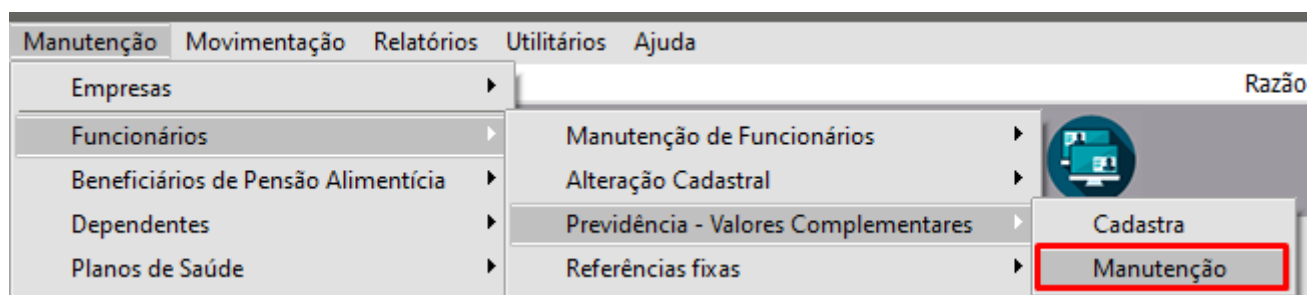 Manutenção Movimentação Relatórios Utilitários Ajuda
Empresas
Razão
Funcionários
Manutenção de Funcionários
Beneficiários de Pensão Alimentícia
Alteração Cadastral
Dependentes
Previdência - Valores Complementares
Cadastra
Planos de Saúde
Referências fixas
Manutenção